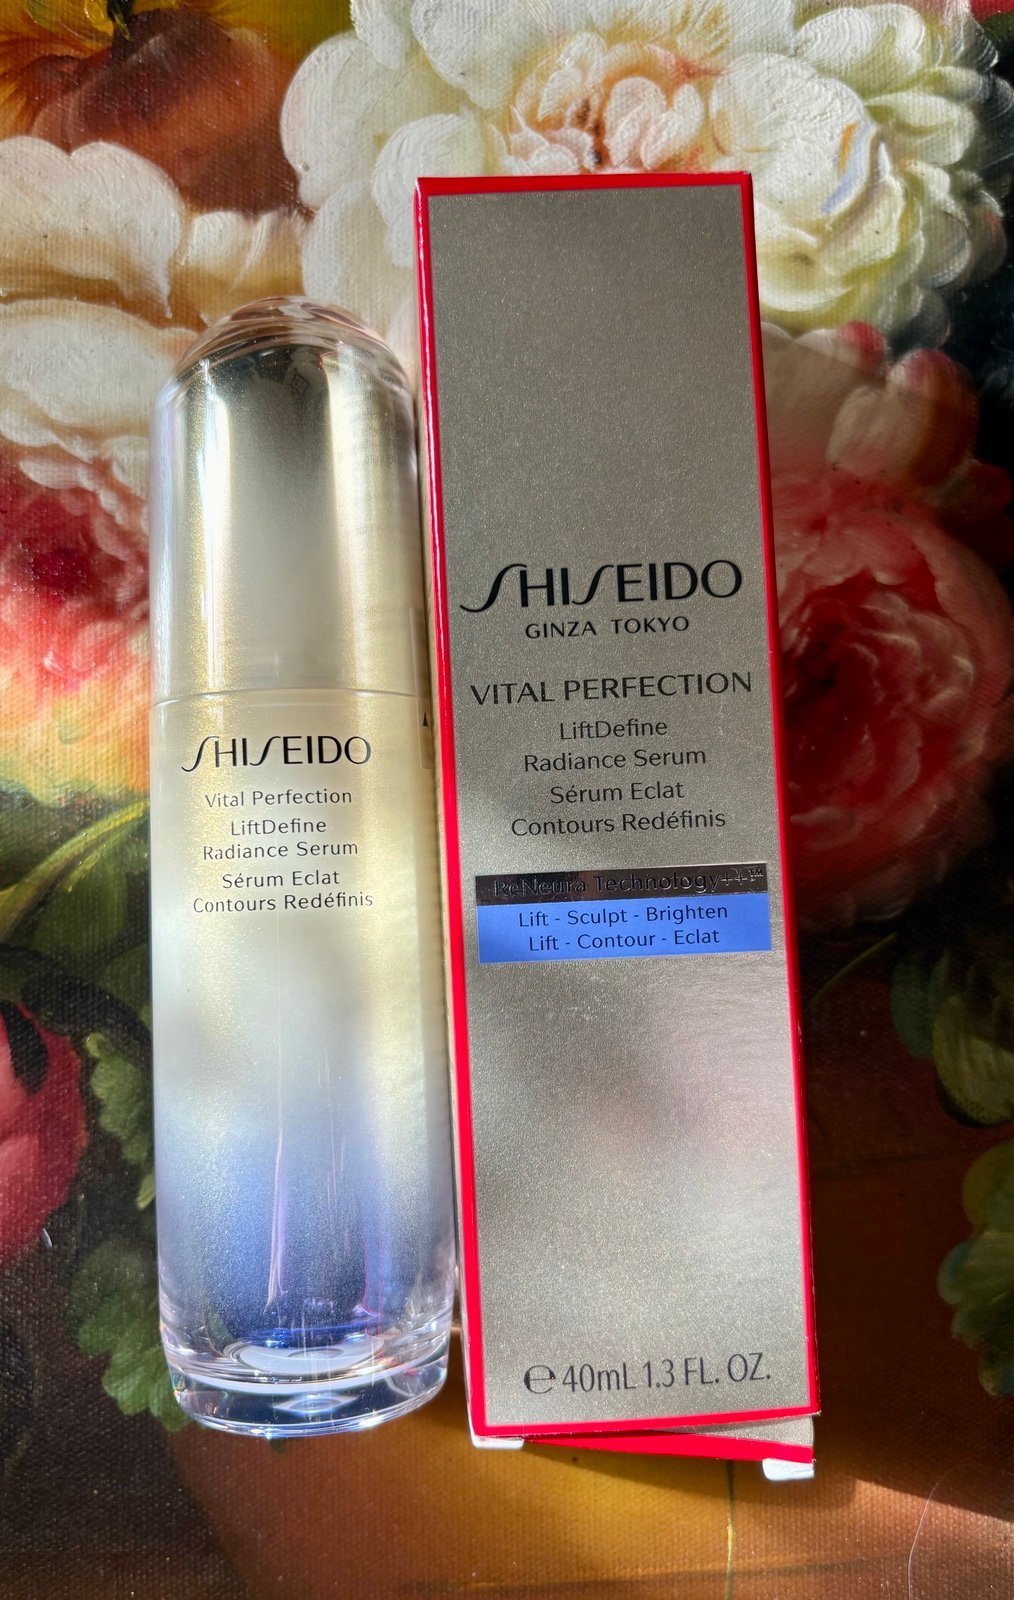 SHISEIDO
Vital Perfection
LiftDefine
Radiance Serum
Sérum Eclat
Contours Redéfinis
SHISEIDO
GINZA TOKYO
VITAL PERFECTION
LiftDefine
Radiance Serum
Sérum Eclat
Contours Redéfinis
ReNeura Technology++™
Lift - Sculpt - Brighten
Lift - Contour - Eclat
℮ 40mL 1.3 FL. OZ.